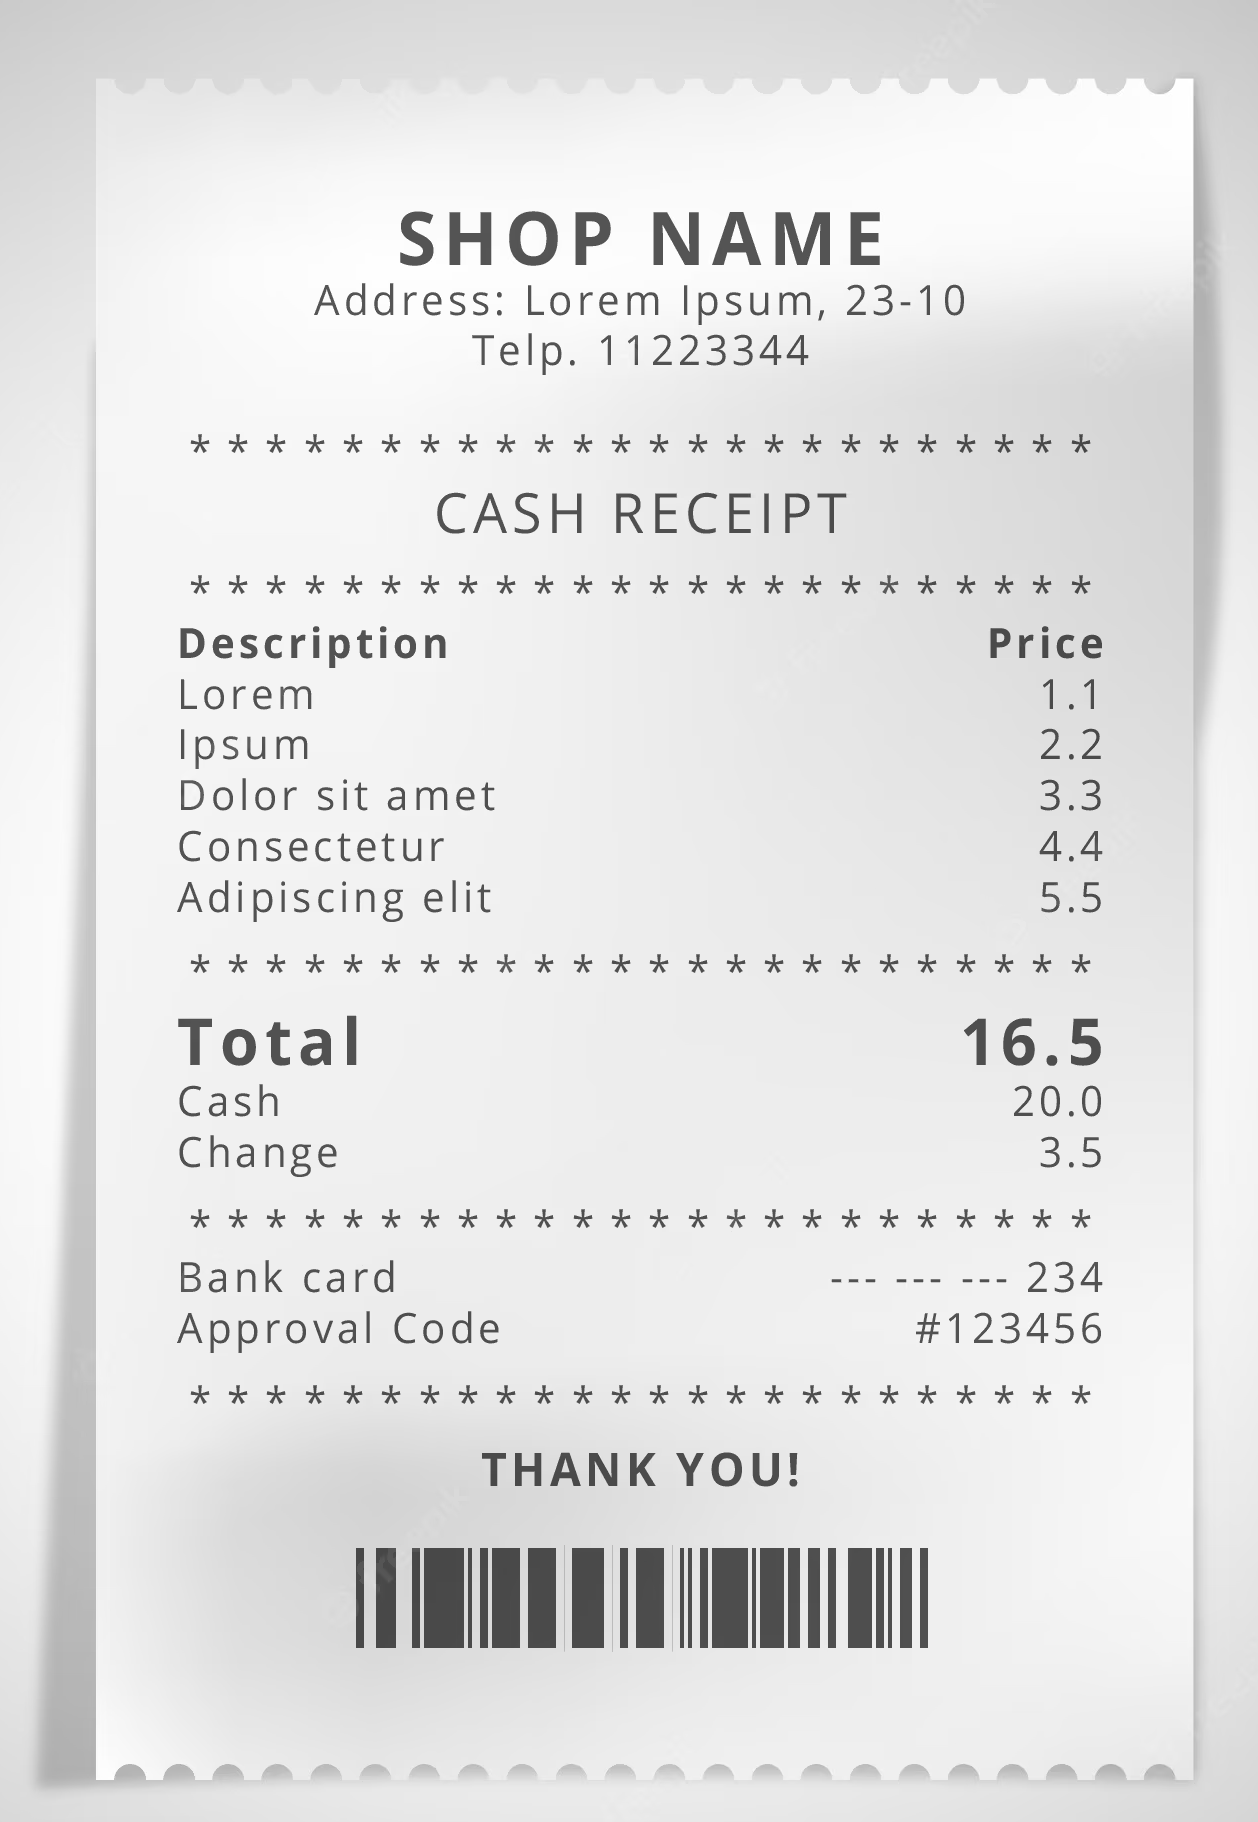 SHOP NAME
Address: Lorem Ipsum, 23-10
Telp. 11223344
* * * * * * * * * * * * * * * * * * * * * * * *
CASH RECEIPT
* * * * * * * * * * * * * * * * * * * * * * * *
Description Price
Lorem 1.1
Ipsum 2.2
Dolor sit amet 3.3
Consectetur 4.4
Adipiscing elit 5.5
* * * * * * * * * * * * * * * * * * * * * * * *
Total 16.5
Cash 20.0
Change 3.5
* * * * * * * * * * * * * * * * * * * * * * * *
Bank card --- --- --- 234
Approval Code #123456
* * * * * * * * * * * * * * * * * * * * * * * *
THANK YOU!
freepik